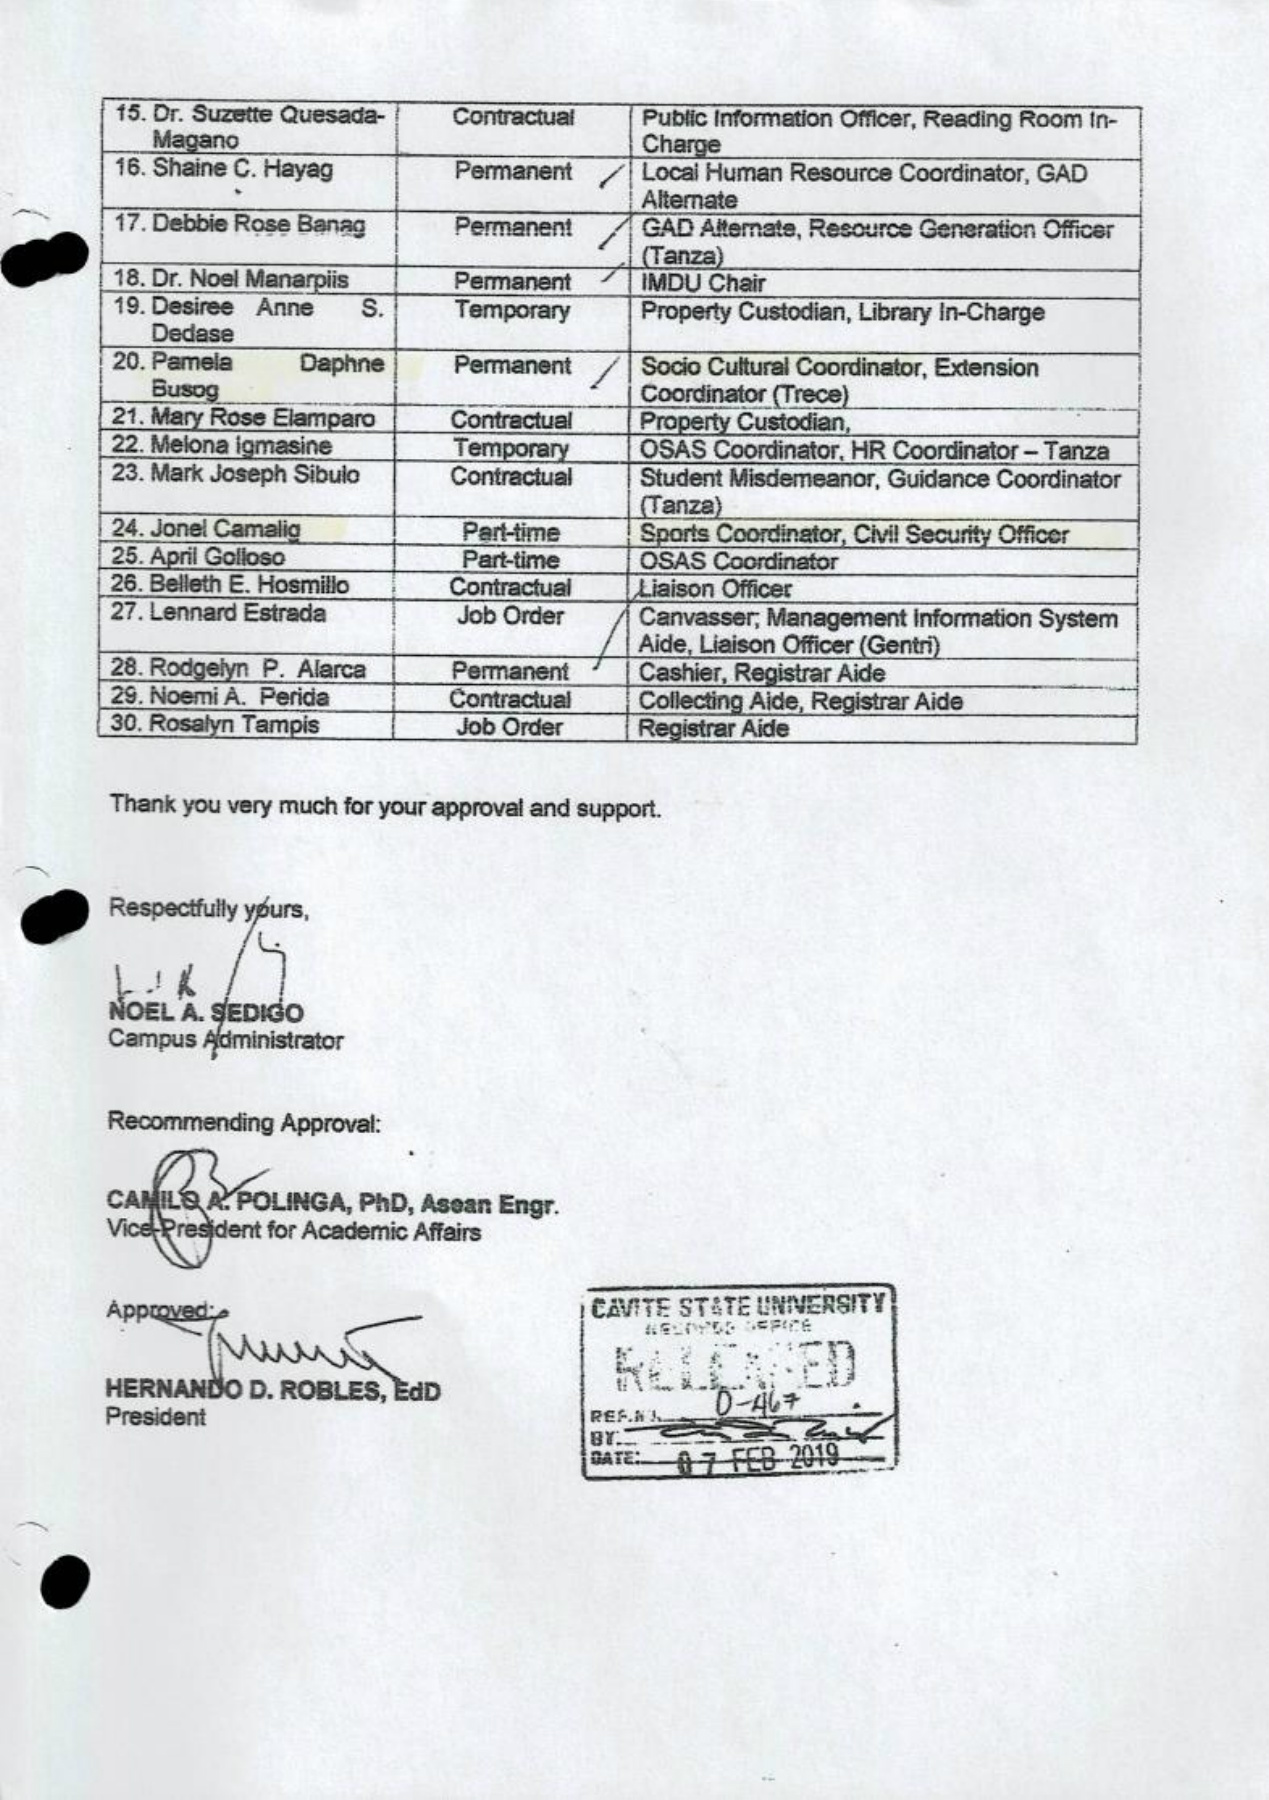 15. Dr. Suzette Quesada-
Magano
Contractual
Public Information Officer, Reading Room In-
Charge
16. Shaine C. Hayag
Permanent
Local Human Resource Coordinator, GAD
Alternate
17. Debbie Rose Banag
Permanent
GAD Alternate, Resource Generation Officer
(Tanza)
18. Dr. Noel Manarpiis
Permanent
IMDU Chair
19. Desiree Anne S.
Dedase
Temporary
Property Custodian, Library In-Charge
20. Pamela Daphne
Busog
Permanent
Socio Cultural Coordinator, Extension
Coordinator (Trece)
21. Mary Rose Elamparo
Contractual
Property Custodian,
22. Melona Igmasine
Temporary
OSAS Coordinator, HR Coordinator – Tanza
23. Mark Joseph Sibulo
Contractual
Student Misdemeanor, Guidance Coordinator
(Tanza)
24. Jonel Camalig
Part-time
Sports Coordinator, Civil Security Officer
25. April Golloso
Part-time
OSAS Coordinator
26. Belleth E. Hosmillo
Contractual
Liaison Officer
27. Lennard Estrada
Job Order
Canvasser, Management Information System
Aide, Liaison Officer (Gentri)
28. Rodgelyn P. Alarca
Permanent
Cashier, Registrar Aide
29. Noemi A. Perida
Contractual
Collecting Aide, Registrar Aide
30. Rosalyn Tampis
Job Order
Registrar Aide
Thank you very much for your approval and support.
Respectfully yours,
NOEL A. SEDIGO
Campus Administrator
Recommending Approval:
CAMILO A. POLINGA, PhD, Asean Engr.
Vice-President for Academic Affairs
Approved:
HERNANDO D. ROBLES, EdD
President
CAVITE STATE UNIVERSITY
RECORDS OFFICE
RELEASED
REF.NO. 0-467
BY:
DATE: 07 FEB 2019